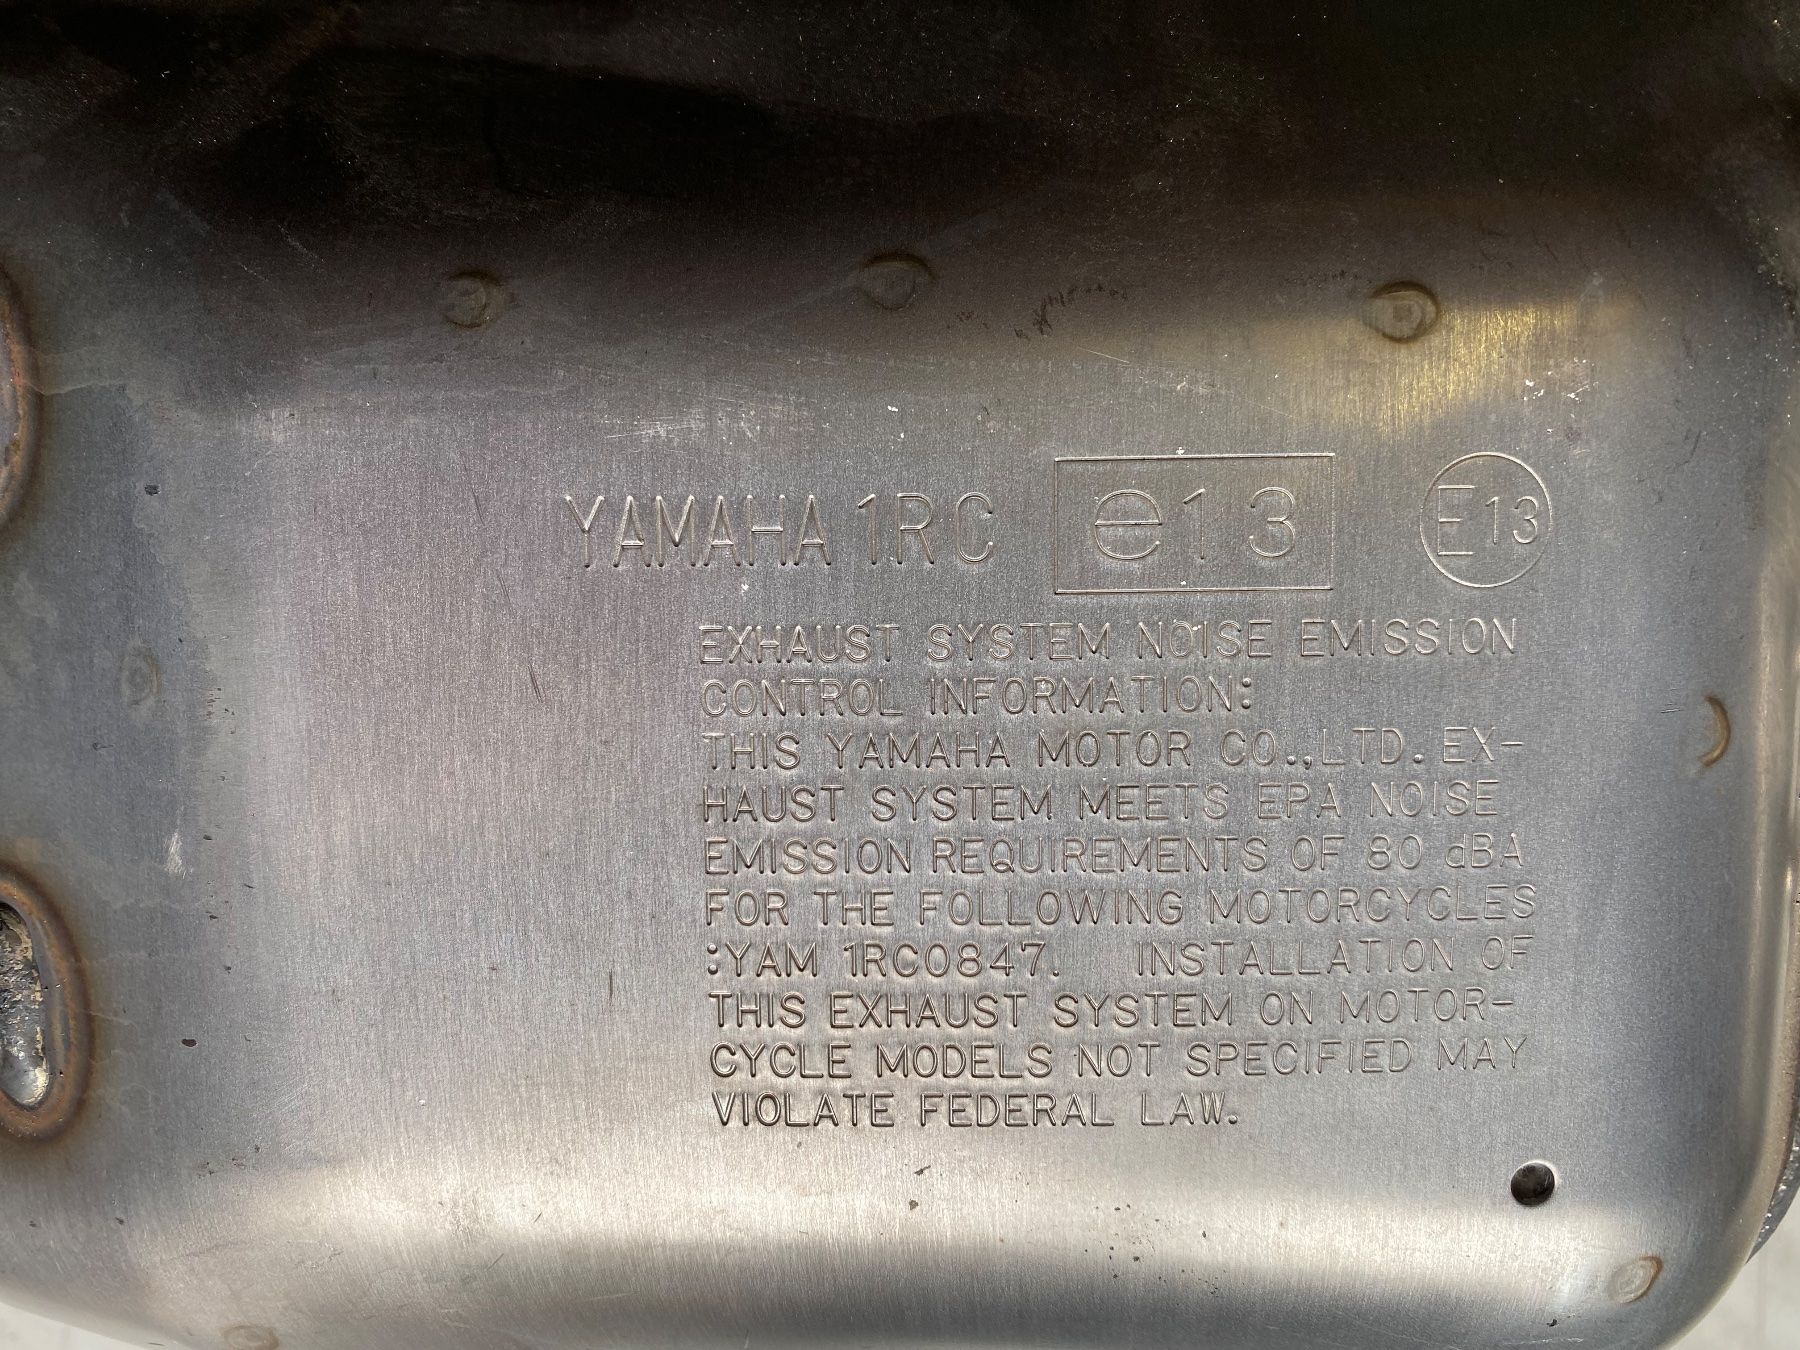 YAMAHA 1RC e13 E13
EXHAUST SYSTEM NOISE EMISSION
CONTROL INFORMATION:
THIS YAMAHA MOTOR CO.,LTD. EX-
HAUST SYSTEM MEETS EPA NOISE
EMISSION REQUIREMENTS OF 80 dBA
FOR THE FOLLOWING MOTORCYCLES
:YAM 1RC0847. INSTALLATION OF
THIS EXHAUST SYSTEM ON MOTOR-
CYCLE MODELS NOT SPECIFIED MAY
VIOLATE FEDERAL LAW.